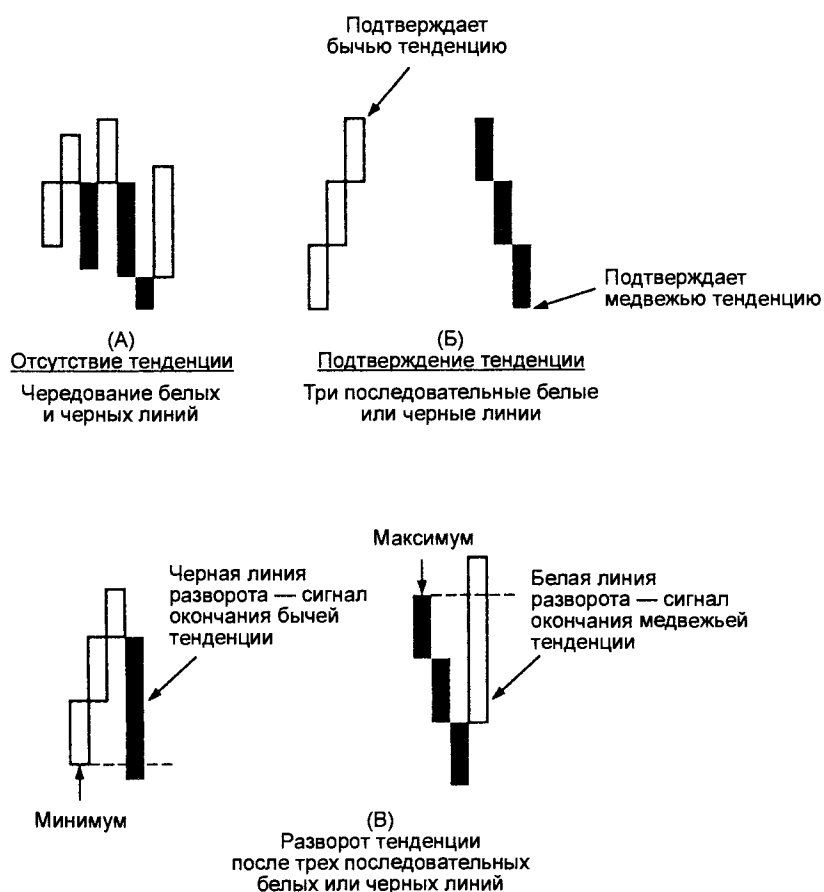 Подтверждает
бычью тенденцию
Подтверждает
медвежью тенденцию
(А)
Отсутствие тенденции
Чередование белых
и черных линий
(Б)
Подтверждение тенденции
Три последовательные белые
или черные линии
Черная линия
разворота — сигнал
окончания бычей
тенденции
Минимум
Максимум
Белая линия
разворота — сигнал
окончания медвежьей
тенденции
(В)
Разворот тенденции
после трех последовательных
белых или черных линий